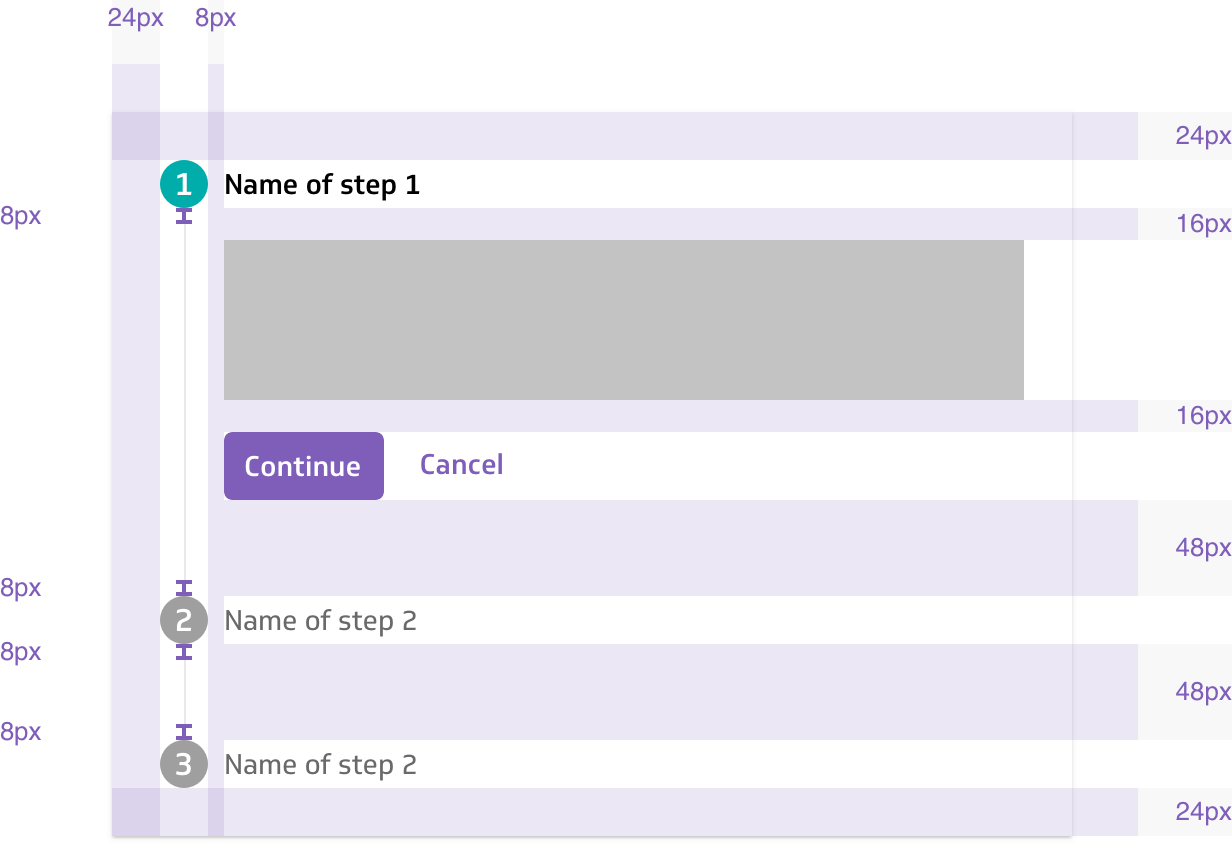 24px 8px
24px
1 Name of step 1
8px
16px
16px
Continue Cancel
48px
8px
2 Name of step 2
8px
48px
8px
3 Name of step 2
24px